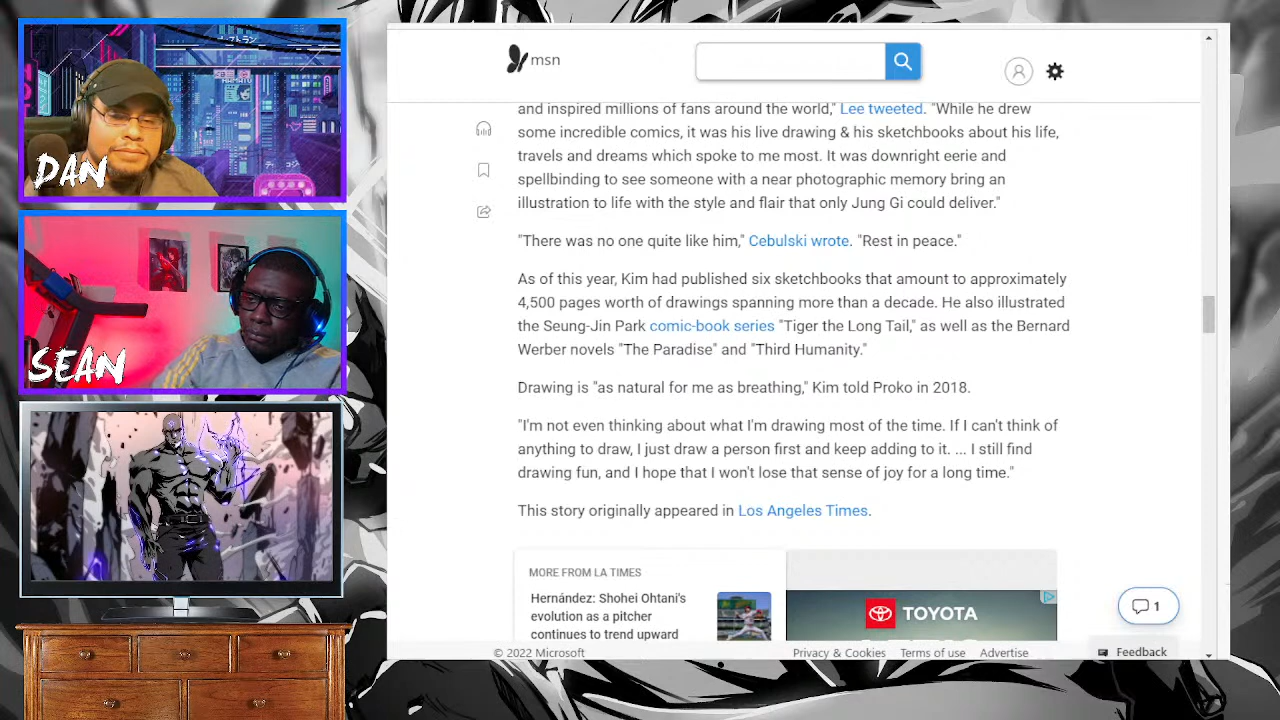 DAN
SEAN
msn
and inspired millions of fans around the world," Lee tweeted. "While he drew
some incredible comics, it was his live drawing & his sketchbooks about his life,
travels and dreams which spoke to me most. It was downright eerie and
spellbinding to see someone with a near photographic memory bring an
illustration to life with the style and flair that only Jung Gi could deliver."
"There was no one quite like him," Cebulski wrote. "Rest in peace."
As of this year, Kim had published six sketchbooks that amount to approximately
4,500 pages worth of drawings spanning more than a decade. He also illustrated
the Seung-Jin Park comic-book series "Tiger the Long Tail," as well as the Bernard
Werber novels "The Paradise" and "Third Humanity."
Drawing is "as natural for me as breathing," Kim told Proko in 2018.
"I'm not even thinking about what I'm drawing most of the time. If I can't think of
anything to draw, I just draw a person first and keep adding to it. ... I still find
drawing fun, and I hope that I won't lose that sense of joy for a long time."
This story originally appeared in Los Angeles Times.
MORE FROM LA TIMES
Hernández: Shohei Ohtani's
evolution as a pitcher
continues to trend upward
TOYOTA
1
© 2022 Microsoft
Privacy & Cookies
Terms of use
Advertise
Feedback